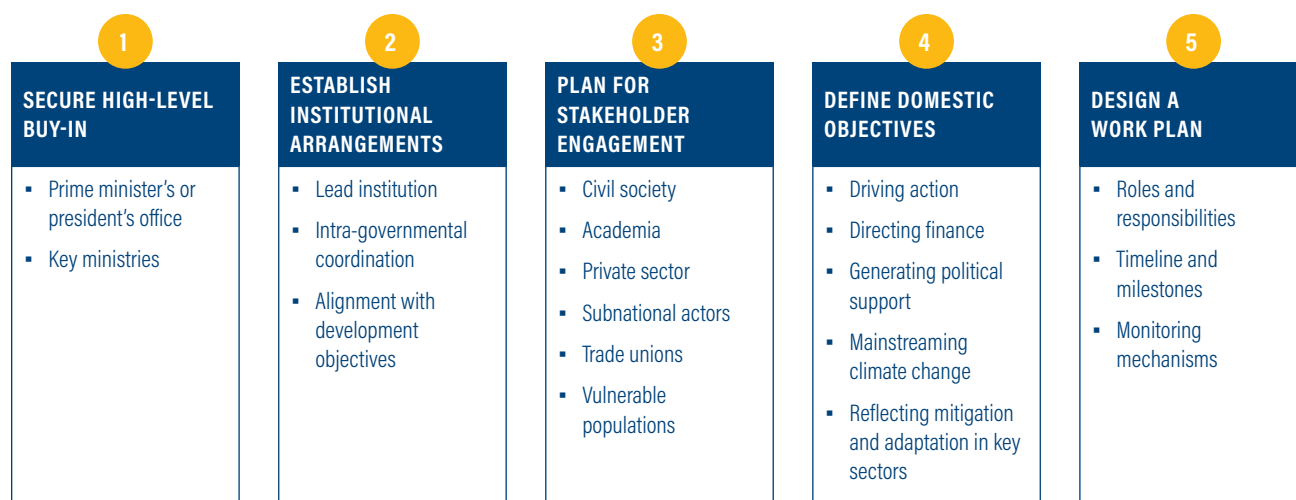 1
SECURE HIGH-LEVEL
BUY-IN
▪ Prime minister's or
president's office
▪ Key ministries
2
ESTABLISH
INSTITUTIONAL
ARRANGEMENTS
▪ Lead institution
▪ Intra-governmental
coordination
▪ Alignment with
development
objectives
3
PLAN FOR
STAKEHOLDER
ENGAGEMENT
▪ Civil society
▪ Academia
▪ Private sector
▪ Subnational actors
▪ Trade unions
▪ Vulnerable
populations
4
DEFINE DOMESTIC
OBJECTIVES
▪ Driving action
▪ Directing finance
▪ Generating political
support
▪ Mainstreaming
climate change
▪ Reflecting mitigation
and adaptation in key
sectors
5
DESIGN A
WORK PLAN
▪ Roles and
responsibilities
▪ Timeline and
milestones
▪ Monitoring
mechanisms